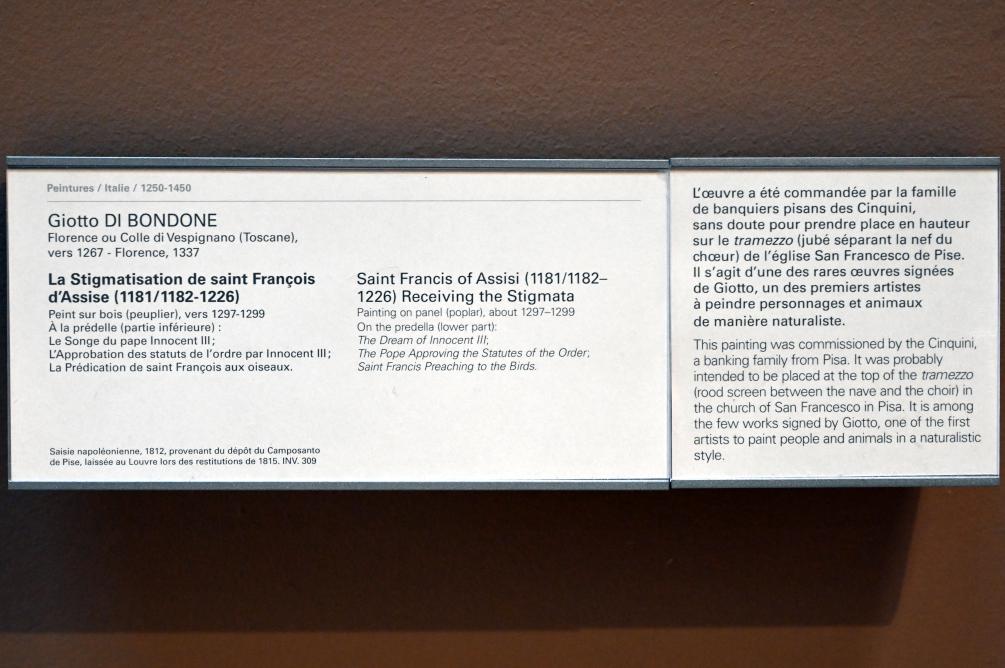 Peintures / Italie / 1250-1450
Giotto DI BONDONE
Florence ou Colle di Vespignano (Toscane),
vers 1267 - Florence, 1337
La Stigmatisation de saint François
d'Assise (1181/1182-1226)
Peint sur bois (peuplier), vers 1297-1299
À la prédelle (partie inférieure) :
Le Songe du pape Innocent III ;
L'Approbation des statuts de l'ordre par Innocent III ;
La Prédication de saint François aux oiseaux.
Saint Francis of Assisi (1181/1182–
1226) Receiving the Stigmata
Painting on panel (poplar), about 1297–1299
On the predella (lower part):
The Dream of Innocent III;
The Pope Approving the Statutes of the Order;
Saint Francis Preaching to the Birds.
Saisie napoléonienne, 1812, provenant du dépôt du Camposanto
de Pise, laissée au Louvre lors des restitutions de 1815. INV. 309
L'œuvre a été commandée par la famille
de banquiers pisans des Cinquini,
sans doute pour prendre place en hauteur
sur le tramezzo (jubé séparant la nef du
chœur) de l'église San Francesco de Pise.
Il s'agit d'une des rares œuvres signées
de Giotto, un des premiers artistes
à peindre personnages et animaux
de manière naturaliste.
This painting was commissioned by the Cinquini,
a banking family from Pisa. It was probably
intended to be placed at the top of the tramezzo
(rood screen between the nave and the choir) in
the church of San Francesco in Pisa. It is among
the few works signed by Giotto, one of the first
artists to paint people and animals in a naturalistic
style.